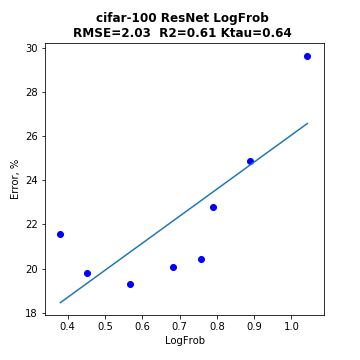 cifar-100 ResNet LogFrob
RMSE=2.03 R2=0.61 Ktau=0.64
30
28
26
24
22
20
18
Error, %
0.4 0.5 0.6 0.7 0.8 0.9 1.0
LogFrob